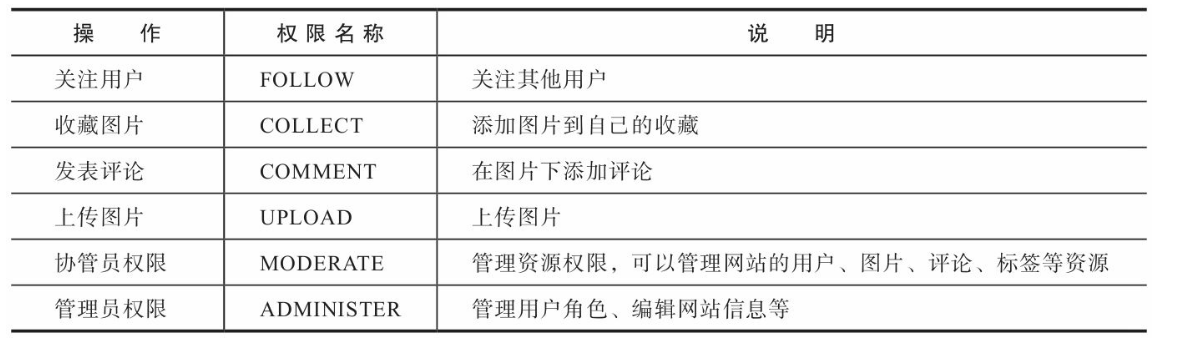 操作 权限名称 说明
关注用户 FOLLOW 关注其他用户
收藏图片 COLLECT 添加图片到自己的收藏
发表评论 COMMENT 在图片下添加评论
上传图片 UPLOAD 上传图片
协管员权限 MODERATE 管理资源权限，可以管理网站的用户、图片、评论、标签等资源
管理员权限 ADMINISTER 管理用户角色、编辑网站信息等